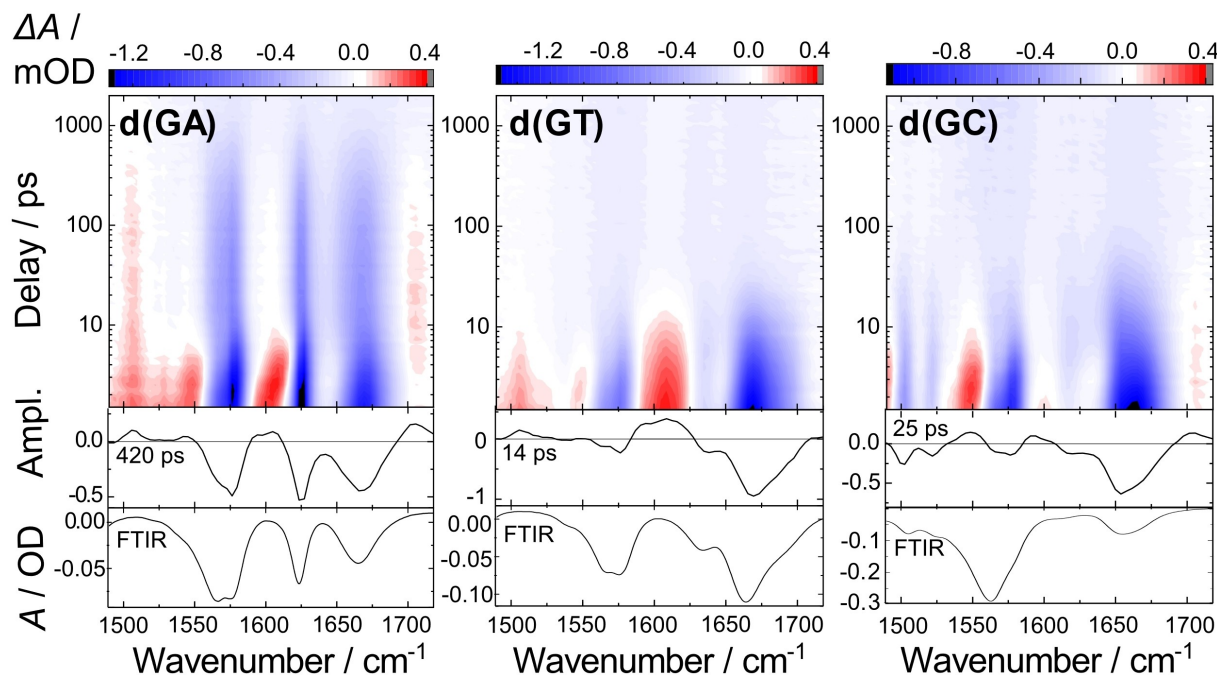 ΔA /
mOD
-1.2 -0.8 -0.4 0.0 0.4
-1.2 -0.8 -0.4 0.0 0.4
-1.2 -0.8 -0.4 0.0 0.4
Delay / ps
1000
100
10
d(GA)
1000
100
10
d(GT)
1000
100
10
d(GC)
Ampl.
0.0
-0.5
420 ps
0
-1
14 ps
0.0
-0.5
25 ps
A / OD
0.00
-0.05
FTIR
0.00
-0.05
-0.10
FTIR
-0.1
-0.2
-0.3
FTIR
1500 1550 1600 1650 1700
1500 1550 1600 1650 1700
1500 1550 1600 1650 1700
Wavenumber / cm⁻¹
Wavenumber / cm⁻¹
Wavenumber / cm⁻¹